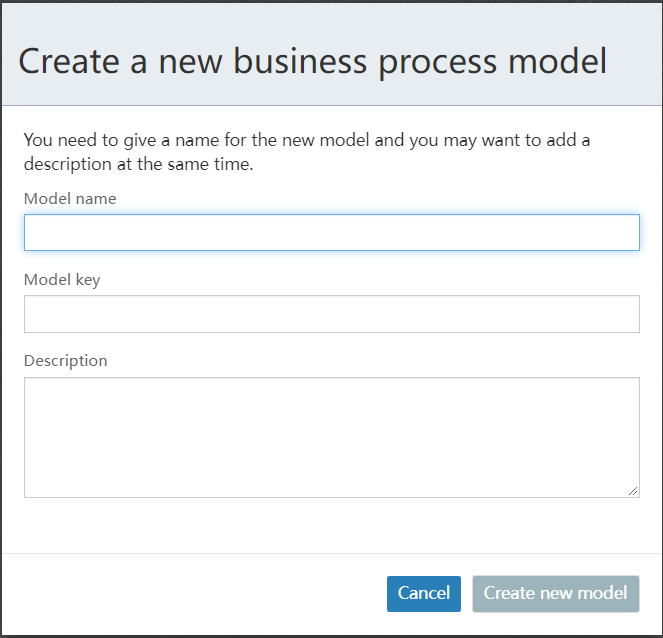 Create a new business process model
You need to give a name for the new model and you may want to add a
description at the same time.
Model name
Model key
Description
Cancel
Create new model